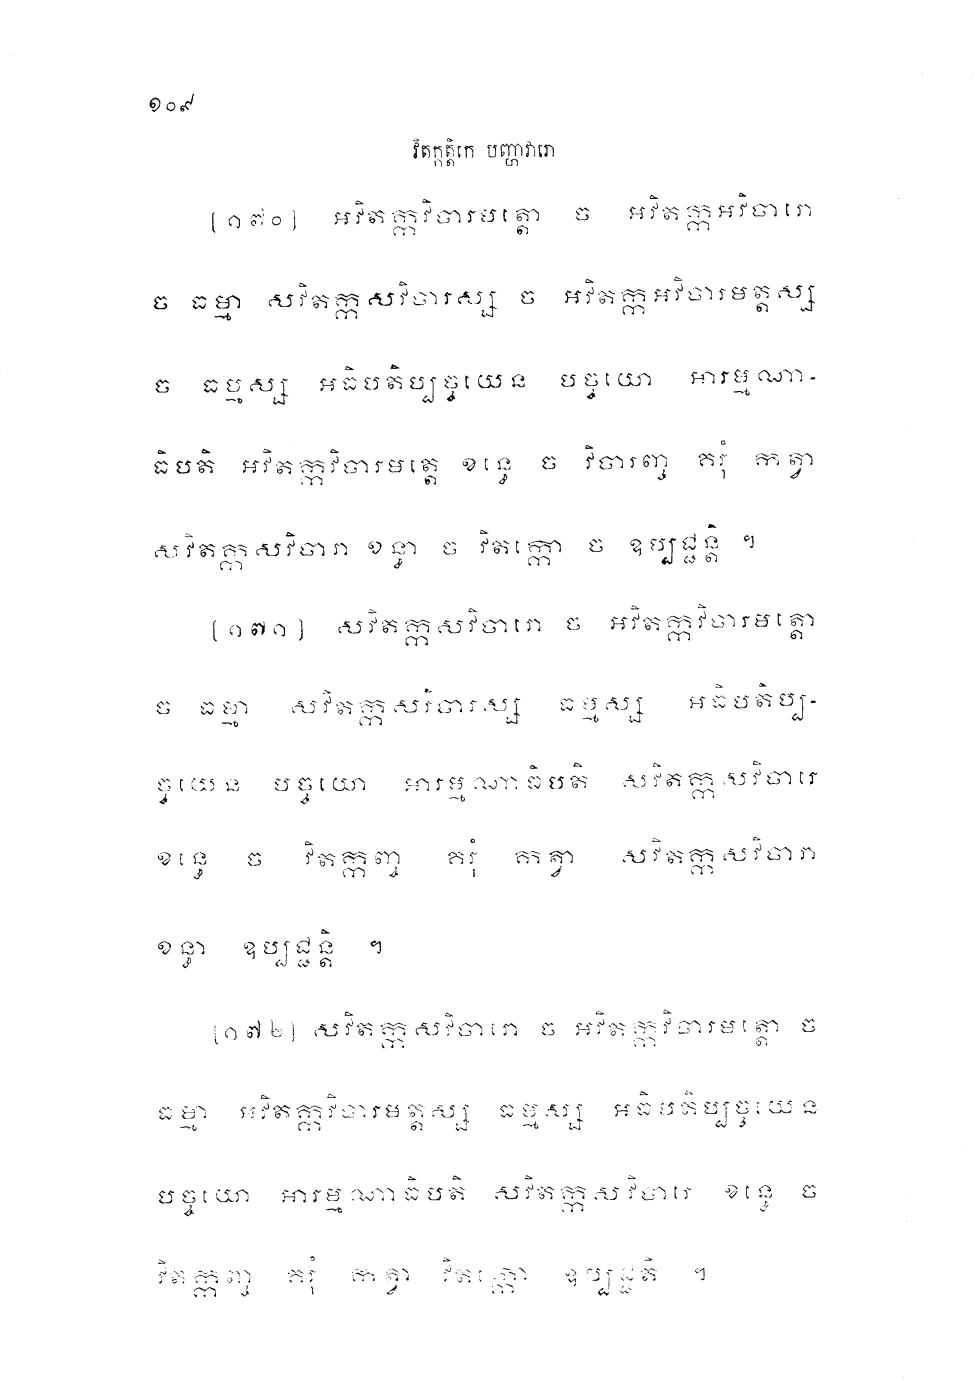 ១០៩
វិតក្កត្តិកេ បញ្ហាវារោ
[១៩០] អវិតក្កវិចារមត្តោ ច អវិតក្កអវិចារោ
ច ធម្មា សវិតក្កសវិចារស្ស ច អវិតក្កអវិចារមត្តស្ស
ច ធម្មស្ស អធិបតិប្បច្ចយេន បច្ចយោ អារម្មណា-
ធិបតិ អវិតក្កវិចារមត្តេ ខន្ធេ ច វិចារញ្ច គរុំ កត្វា
សវិតក្កសវិចារា ខន្ធា ច វិតក្កោ ច ឧប្បជ្ជន្តិ ។
[១៧១] សវិតក្កសវិចារោ ច អវិតក្កវិចារមត្តោ
ច ធម្មា សវិតក្កសវិចារស្ស ធម្មស្ស អធិបតិប្ប-
ច្ចយេន បច្ចយោ អារម្មណាធិបតិ សវិតក្កសវិចារេ
ខន្ធេ ច វិតក្កញ្ច គរុំ កត្វា សវិតក្កសវិចារា
ខន្ធា ឧប្បជ្ជន្តិ ។
[១៧២] សវិតក្កសវិចារោ ច អវិតក្កវិចារមត្តោ ច
ធម្មា អវិតក្កវិចារមត្តស្ស ធម្មស្ស អធិបតិប្បច្ចយេន
បច្ចយោ អារម្មណាធិបតិ សវិតក្កសវិចារេ ខន្ធេ ច
វិតក្កញ្ច គរុំ កត្វា វិតក្កោ ឧប្បជ្ជតិ ។